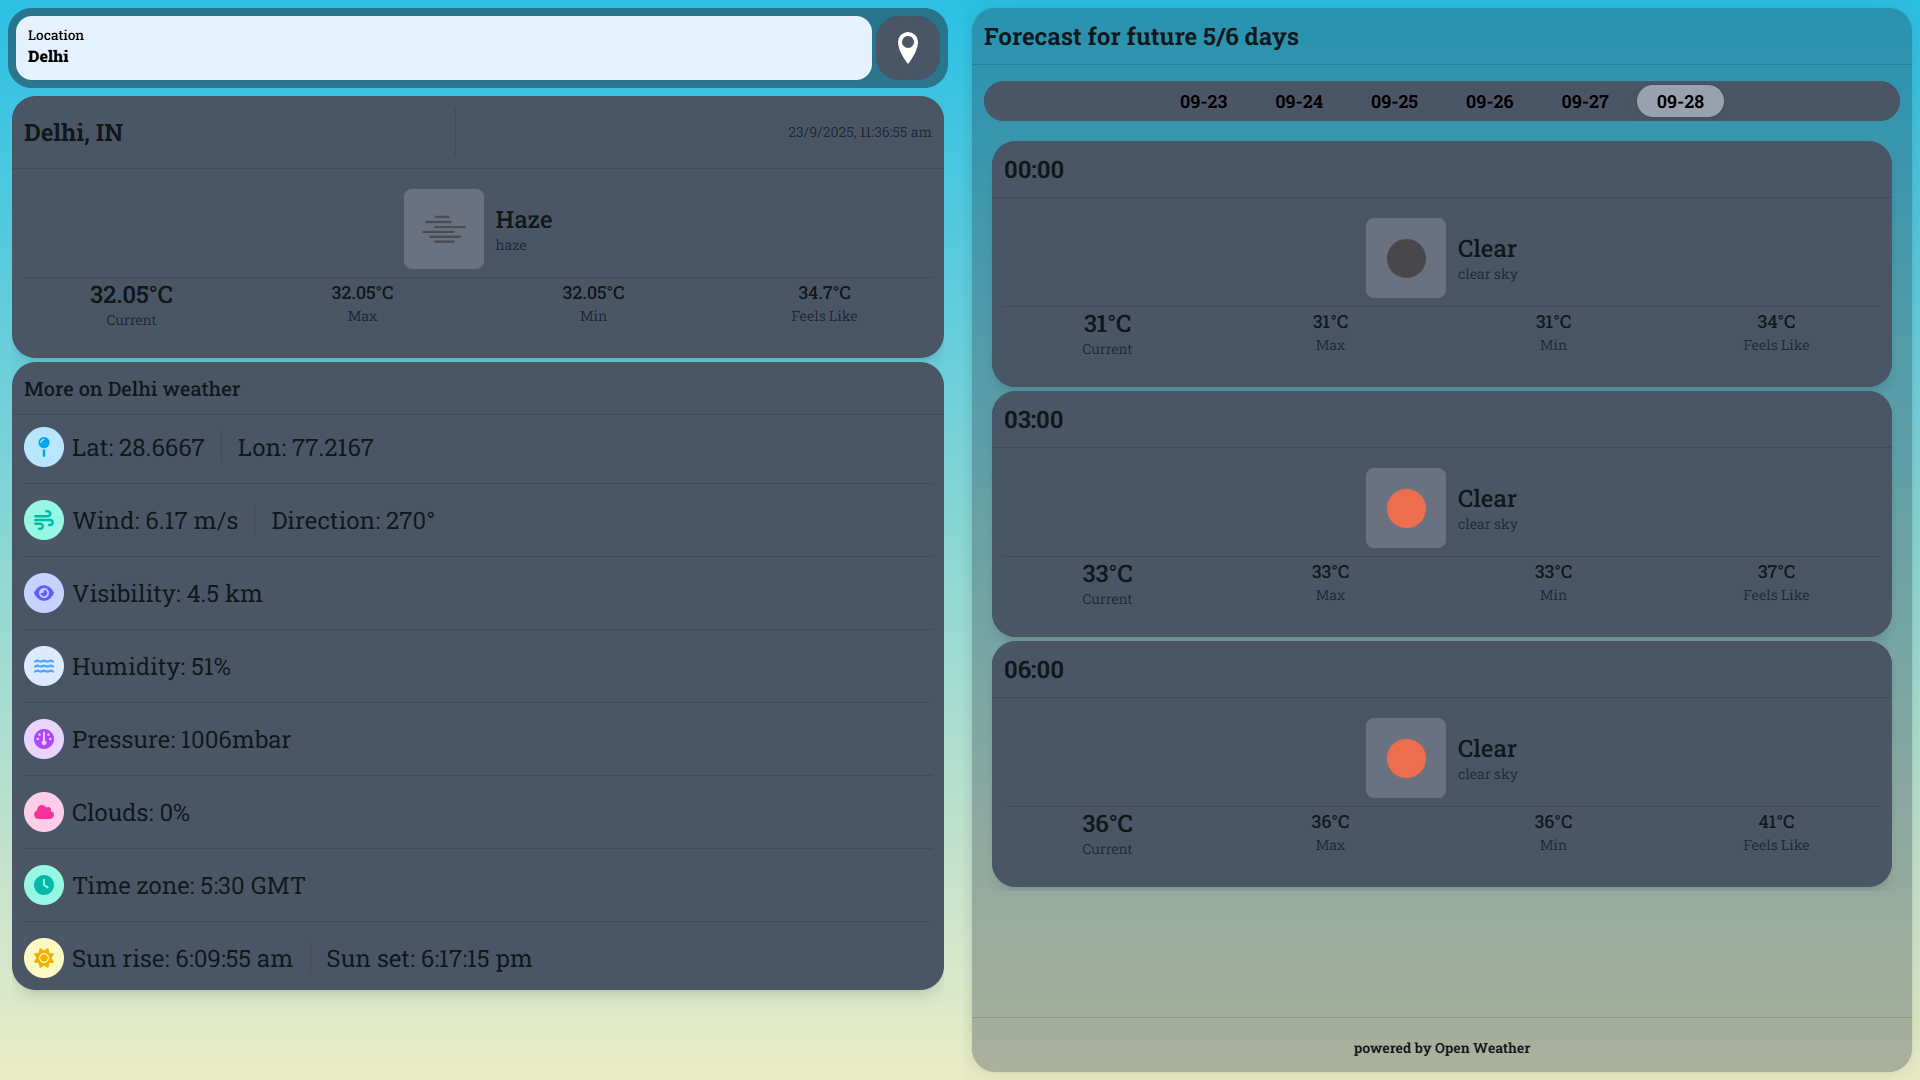 Location
Delhi
Delhi, IN
23/9/2025, 11:36:55 am
Haze
haze
32.05°C 32.05°C 32.05°C 34.7°C
Current Max Min Feels Like
More on Delhi weather
Lat: 28.6667 Lon: 77.2167
Wind: 6.17 m/s Direction: 270°
Visibility: 4.5 km
Humidity: 51%
Pressure: 1006mbar
Clouds: 0%
Time zone: 5:30 GMT
Sun rise: 6:09:55 am Sun set: 6:17:15 pm
Forecast for future 5/6 days
09-23 09-24 09-25 09-26 09-27 09-28
00:00
Clear
clear sky
31°C 31°C 31°C 34°C
Current Max Min Feels Like
03:00
Clear
clear sky
33°C 33°C 33°C 37°C
Current Max Min Feels Like
06:00
Clear
clear sky
36°C 36°C 36°C 41°C
Current Max Min Feels Like
powered by Open Weather